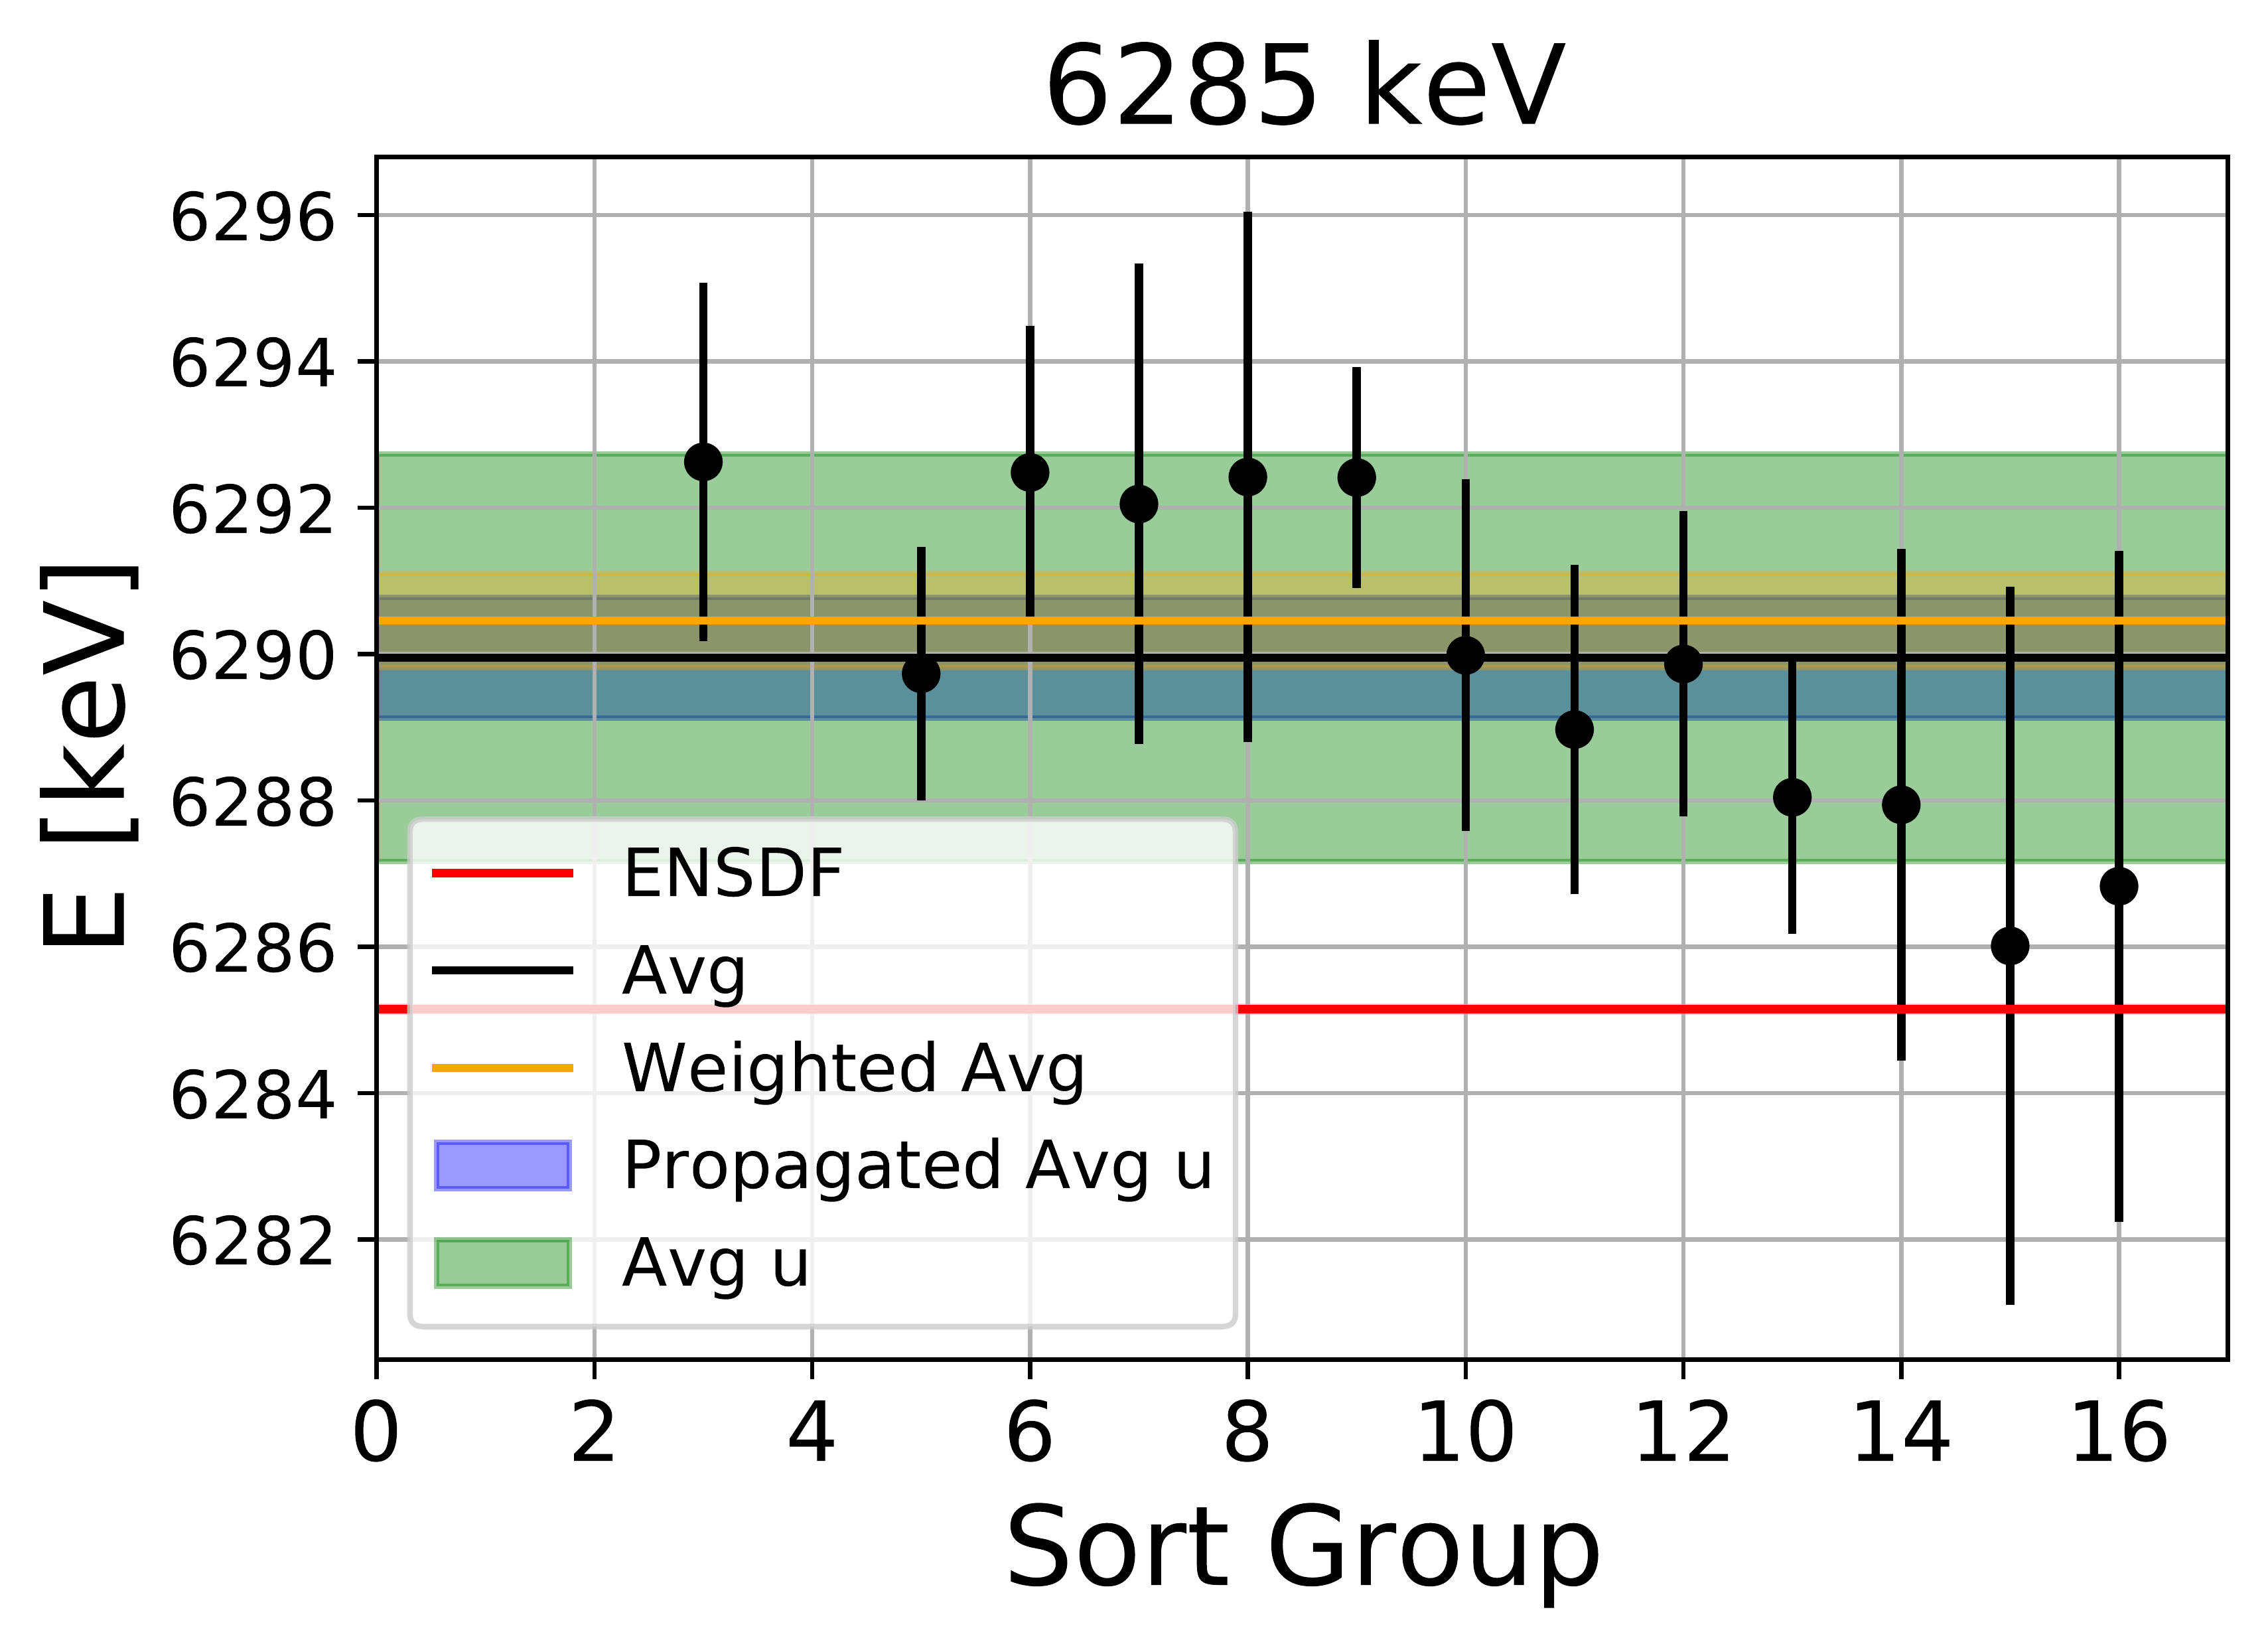 6285 keV
E [keV]
6296
6294
6292
6290
6288
6286
6284
6282
ENSDF
Avg
Weighted Avg
Propagated Avg u
Avg u
0 2 4 6 8 10 12 14 16
Sort Group